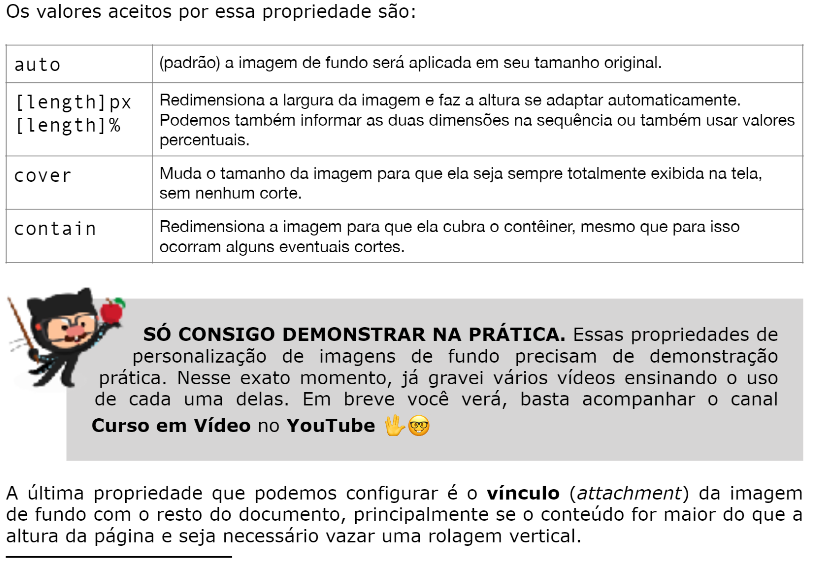 Os valores aceitos por essa propriedade são:
auto
(padrão) a imagem de fundo será aplicada em seu tamanho original.
[length]px
[length]%
Redimensiona a largura da imagem e faz a altura se adaptar automaticamente.
Podemos também informar as duas dimensões na sequência ou também usar valores
percentuais.
cover
Muda o tamanho da imagem para que ela seja sempre totalmente exibida na tela,
sem nenhum corte.
contain
Redimensiona a imagem para que ela cubra o contêiner, mesmo que para isso
ocorram alguns eventuais cortes.
SÓ CONSIGO DEMONSTRAR NA PRÁTICA. Essas propriedades de
personalização de imagens de fundo precisam de demonstração
prática. Nesse exato momento, já gravei vários vídeos ensinando o uso
de cada uma delas. Em breve você verá, basta acompanhar o canal
Curso em Vídeo no YouTube 🖖🤓
A última propriedade que podemos configurar é o vínculo (attachment) da imagem
de fundo com o resto do documento, principalmente se o conteúdo for maior do que a
altura da página e seja necessário vazar uma rolagem vertical.